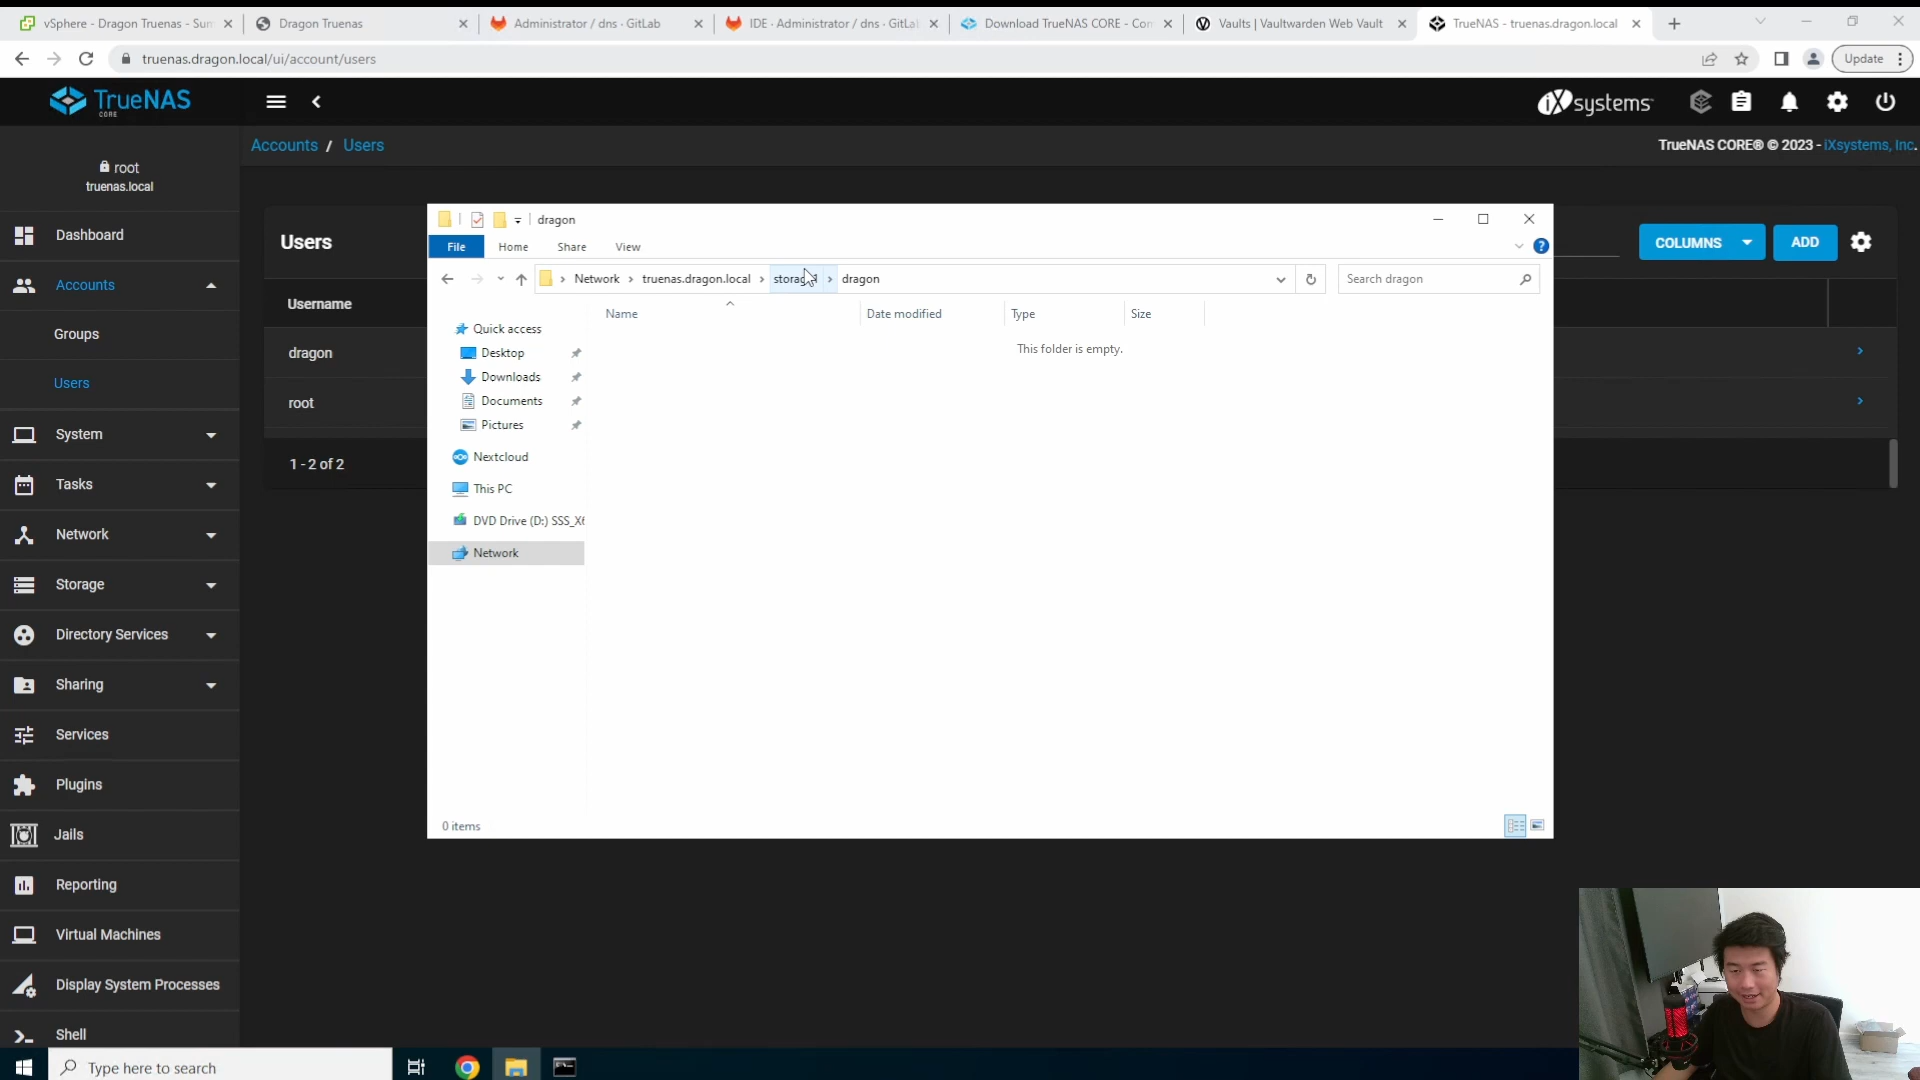 vSphere - Dragon Truenas - Sum
Dragon Truenas
Administrator / dns · GitLab
IDE · Administrator / dns · GitLab
Download TrueNAS CORE - Com
Vaults | Vaultwarden Web Vault
TrueNAS - truenas.dragon.local
truenas.dragon.local/ui/account/users
Update
TrueNAS
CORE
iXsystems
root
truenas.local
Accounts / Users
TrueNAS CORE® © 2023 - iXsystems, Inc.
Dashboard
Accounts
Groups
Users
System
Tasks
Network
Storage
Directory Services
Sharing
Services
Plugins
Jails
Reporting
Virtual Machines
Display System Processes
Shell
Users
COLUMNS
ADD
Username
dragon
root
1 - 2 of 2
dragon
File
Home
Share
View
Network
truenas.dragon.local
dragon
Search dragon
Name
Date modified
Type
Size
This folder is empty.
Quick access
Desktop
Downloads
Documents
Pictures
Nextcloud
This PC
DVD Drive (D:) SSS_X6
Network
0 items
Type here to search